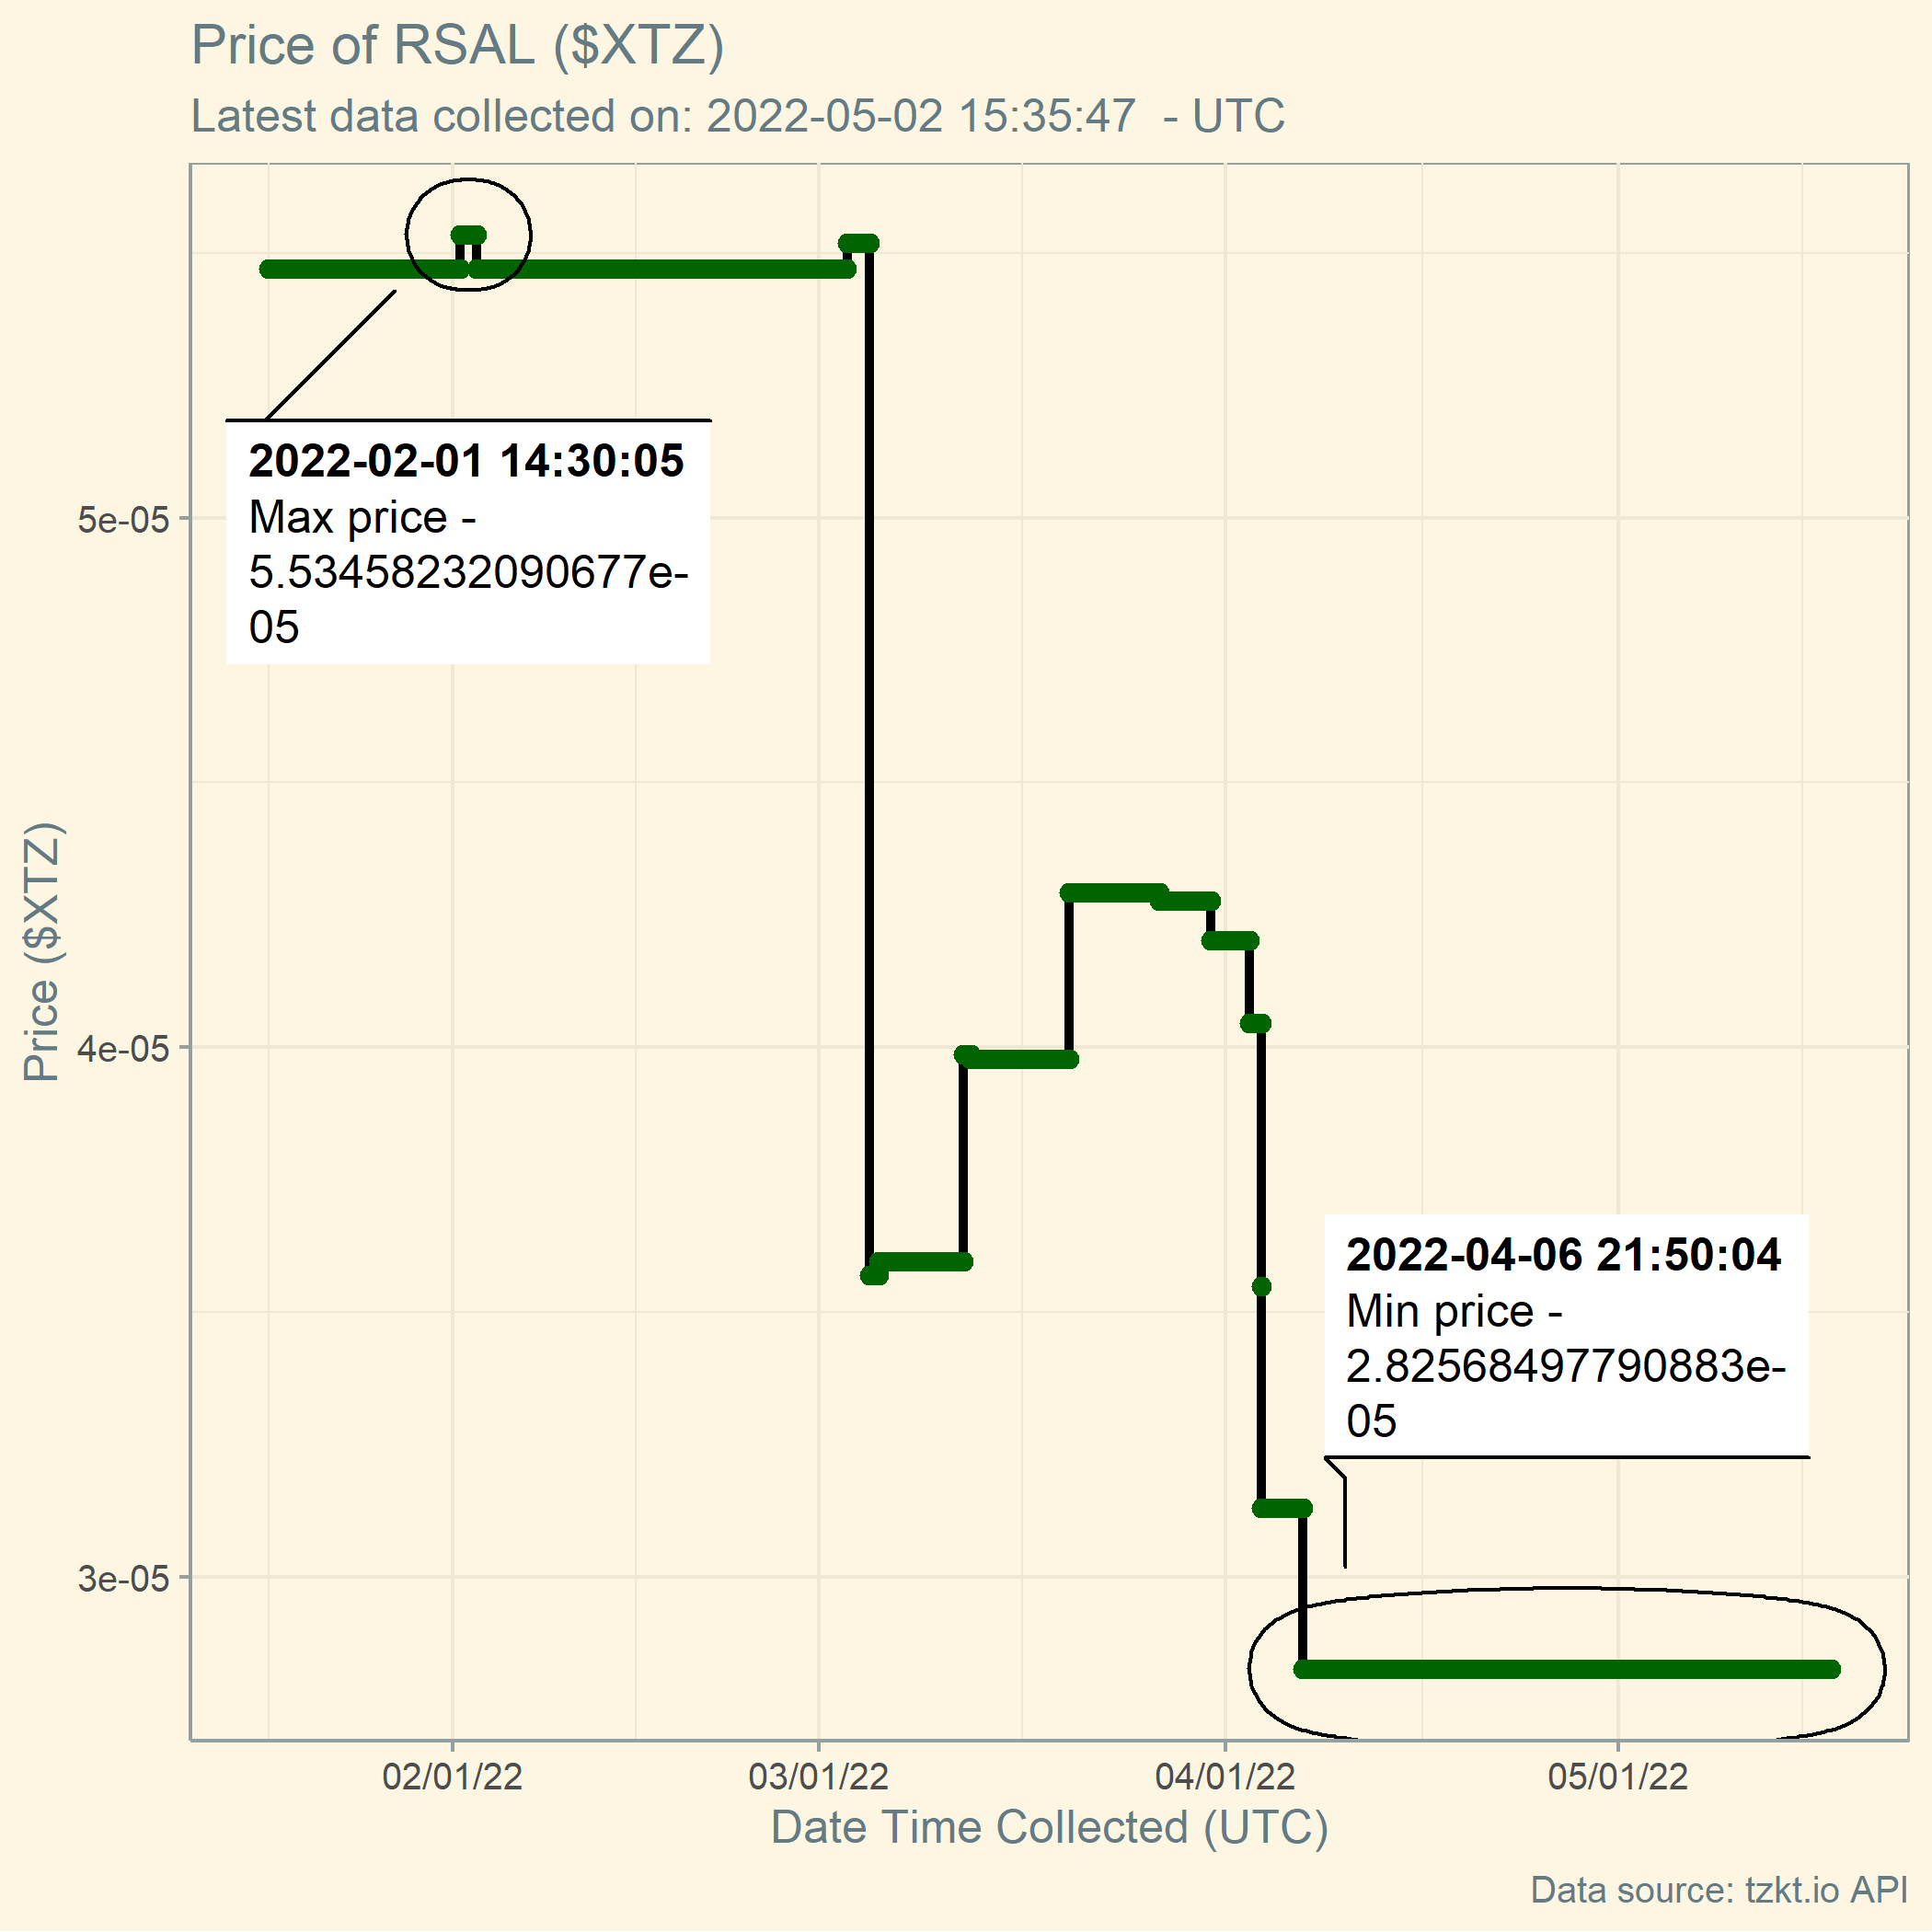 Price of RSAL ($XTZ)
Latest data collected on: 2022-05-02 15:35:47  - UTC
2022-02-01 14:30:05
Max price -
5.53458232090677e-
05
5e-05
Price ($XTZ)
4e-05
2022-04-06 21:50:04
Min price -
2.82568497790883e-
05
3e-05
02/01/22 03/01/22 04/01/22 05/01/22
Date Time Collected (UTC)
Data source: tzkt.io API